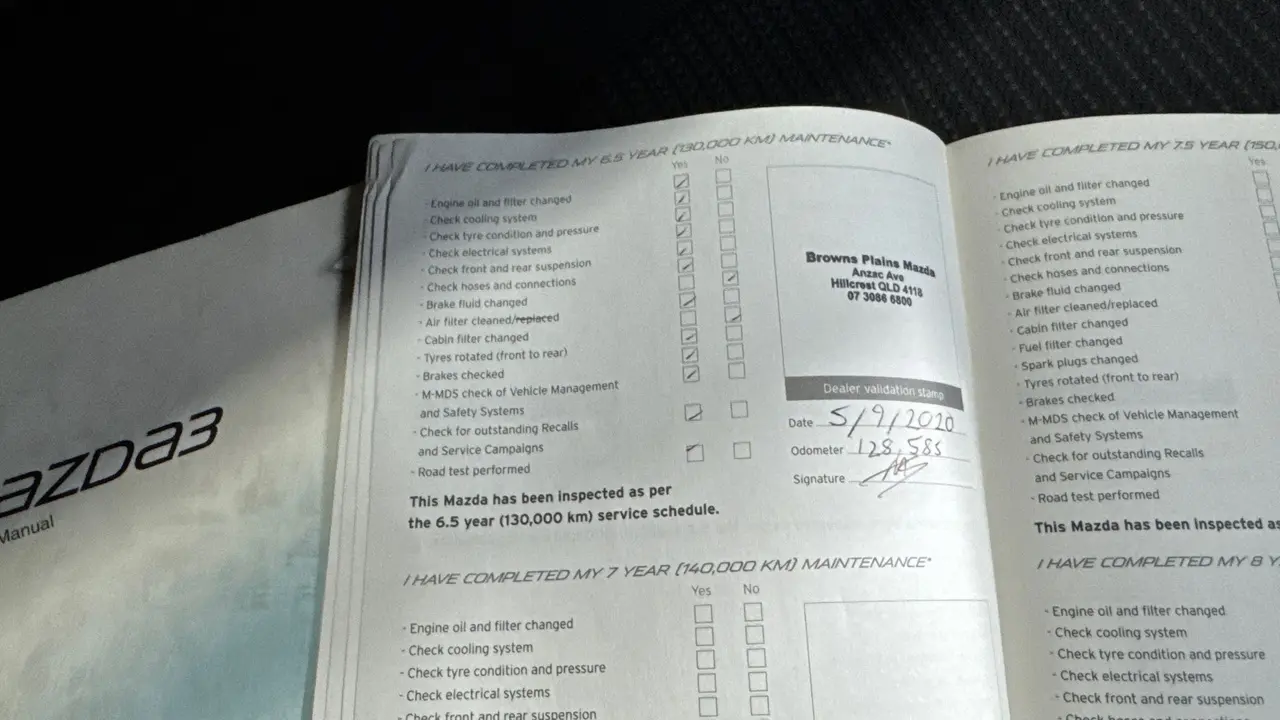 I HAVE COMPLETED MY 6.5 YEAR (130,000 KM) MAINTENANCE*
Yes No
- Engine oil and filter changed
- Check cooling system
- Check tyre condition and pressure
- Check electrical systems
- Check front and rear suspension
- Check hoses and connections
- Brake fluid changed
- Air filter cleaned/replaced
- Cabin filter changed
- Tyres rotated (front to rear)
- Brakes checked
- M-MDS check of Vehicle Management
and Safety Systems
- Check for outstanding Recalls
and Service Campaigns
- Road test performed
This Mazda has been inspected as per
the 6.5 year (130,000 km) service schedule.
Browns Plains Mazda
Anzac Ave
Hillcrest QLD 4118
07 3086 6800
Dealer validation stamp
Date 5/9/2020
Odometer 128,585
Signature
I HAVE COMPLETED MY 7 YEAR (140,000 KM) MAINTENANCE*
Yes No
- Engine oil and filter changed
- Check cooling system
- Check tyre condition and pressure
- Check electrical systems
- Check front and rear suspension
I HAVE COMPLETED MY 7.5 YEAR (150,
Yes
- Engine oil and filter changed
- Check cooling system
- Check tyre condition and pressure
- Check electrical systems
- Check front and rear suspension
- Check hoses and connections
- Brake fluid changed
- Air filter cleaned/replaced
- Cabin filter changed
- Fuel filter changed
- Spark plugs changed
- Tyres rotated (front to rear)
- Brakes checked
- M-MDS check of Vehicle Management
and Safety Systems
- Check for outstanding Recalls
and Service Campaigns
- Road test performed
This Mazda has been inspected as
I HAVE COMPLETED MY 8 Y
- Engine oil and filter changed
- Check cooling system
- Check tyre condition and pressure
- Check electrical systems
- Check front and rear suspension
azda3
Manual